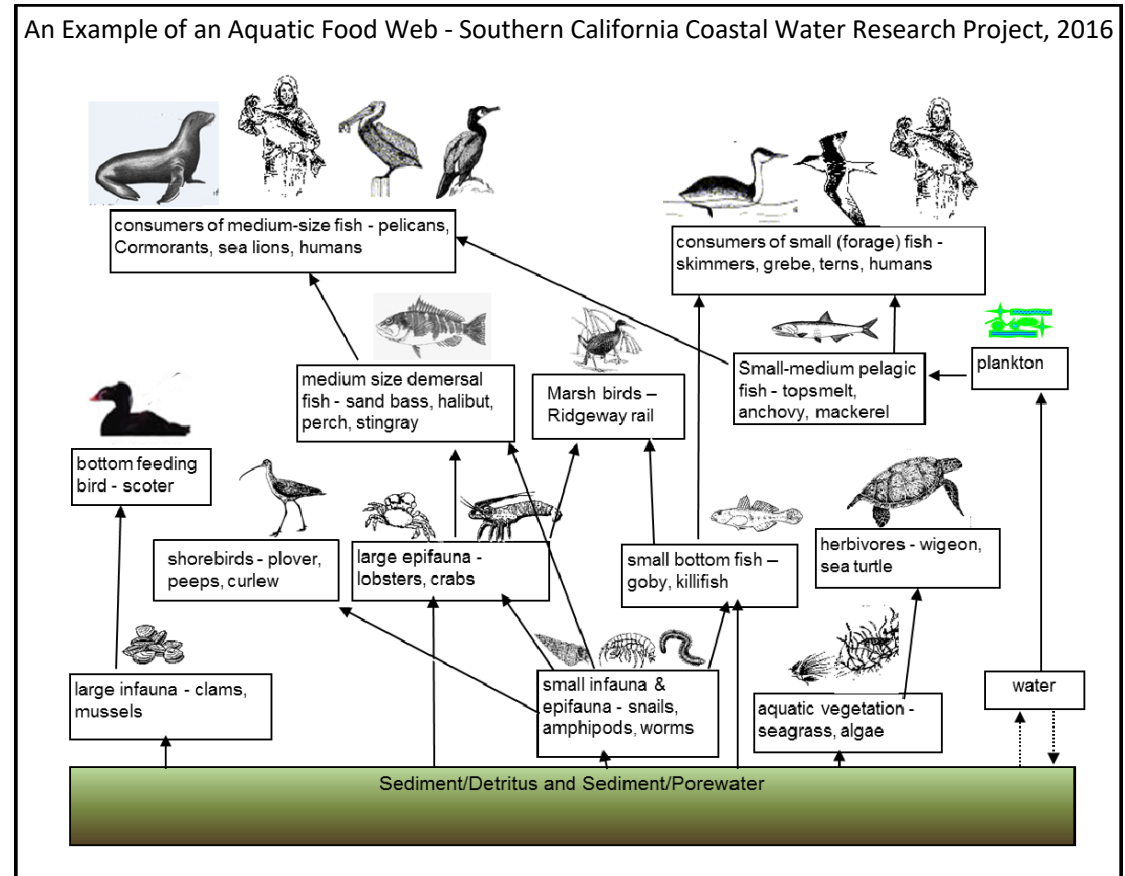 An Example of an Aquatic Food Web - Southern California Coastal Water Research Project, 2016
consumers of medium-size fish - pelicans,
Cormorants, sea lions, humans
consumers of small (forage) fish -
skimmers, grebe, terns, humans
medium size demersal
fish - sand bass, halibut,
perch, stingray
Marsh birds –
Ridgeway rail
Small-medium pelagic
fish - topsmelt,
anchovy, mackerel
plankton
bottom feeding
bird - scoter
shorebirds - plover,
peeps, curlew
large epifauna -
lobsters, crabs
small bottom fish –
goby, killifish
herbivores - wigeon,
sea turtle
large infauna - clams,
mussels
small infauna &
epifauna - snails,
amphipods, worms
aquatic vegetation -
seagrass, algae
water
Sediment/Detritus and Sediment/Porewater